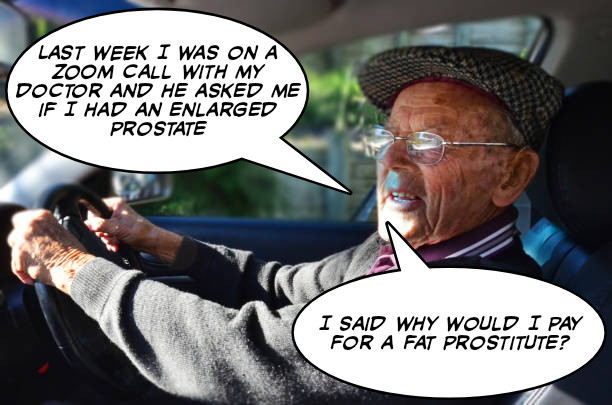 LAST WEEK I WAS ON A
ZOOM CALL WITH MY
DOCTOR AND HE ASKED ME
IF I HAD AN ENLARGED
PROSTATE
I SAID WHY WOULD I PAY
FOR A FAT PROSTITUTE?